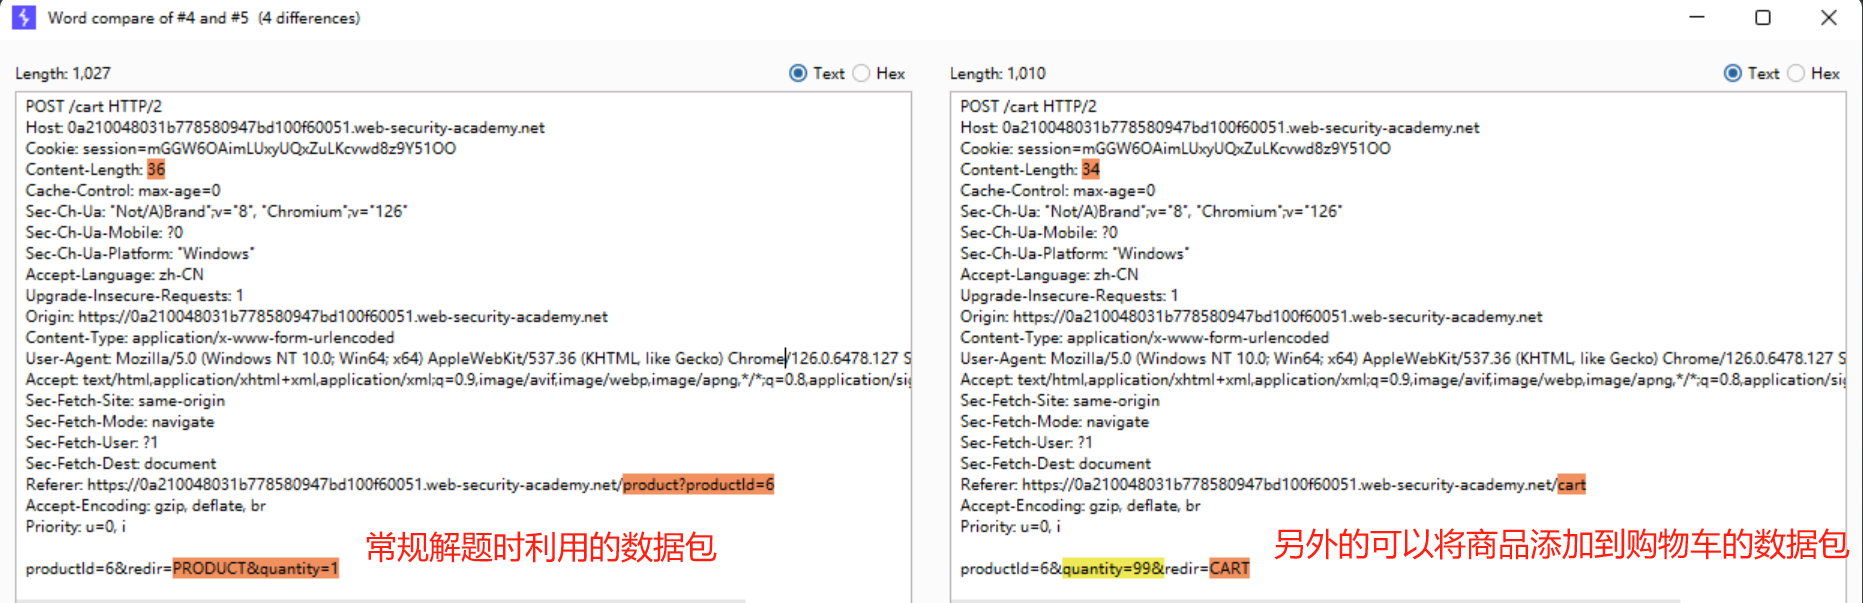 Word compare of #4 and #5 (4 differences)
Length: 1,027
Text Hex
POST /cart HTTP/2
Host: 0a210048031b778580947bd100f60051.web-security-academy.net
Cookie: session=mGGW6OAimLUxyUQxZuLKcvwd8z9Y51OO
Content-Length: 36
Cache-Control: max-age=0
Sec-Ch-Ua: "Not/A)Brand";v="8", "Chromium";v="126"
Sec-Ch-Ua-Mobile: ?0
Sec-Ch-Ua-Platform: "Windows"
Accept-Language: zh-CN
Upgrade-Insecure-Requests: 1
Origin: https://0a210048031b778580947bd100f60051.web-security-academy.net
Content-Type: application/x-www-form-urlencoded
User-Agent: Mozilla/5.0 (Windows NT 10.0; Win64; x64) AppleWebKit/537.36 (KHTML, like Gecko) Chrome/126.0.6478.127 S
Accept: text/html,application/xhtml+xml,application/xml;q=0.9,image/avif,image/webp,image/apng,*/*;q=0.8,application/sig
Sec-Fetch-Site: same-origin
Sec-Fetch-Mode: navigate
Sec-Fetch-User: ?1
Sec-Fetch-Dest: document
Referer: https://0a210048031b778580947bd100f60051.web-security-academy.net/product?productId=6
Accept-Encoding: gzip, deflate, br
Priority: u=0, i
常规解题时利用的数据包
productId=6&redir=PRODUCT&quantity=1
Length: 1,010
Text Hex
POST /cart HTTP/2
Host: 0a210048031b778580947bd100f60051.web-security-academy.net
Cookie: session=mGGW6OAimLUxyUQxZuLKcvwd8z9Y51OO
Content-Length: 34
Cache-Control: max-age=0
Sec-Ch-Ua: "Not/A)Brand";v="8", "Chromium";v="126"
Sec-Ch-Ua-Mobile: ?0
Sec-Ch-Ua-Platform: "Windows"
Accept-Language: zh-CN
Upgrade-Insecure-Requests: 1
Origin: https://0a210048031b778580947bd100f60051.web-security-academy.net
Content-Type: application/x-www-form-urlencoded
User-Agent: Mozilla/5.0 (Windows NT 10.0; Win64; x64) AppleWebKit/537.36 (KHTML, like Gecko) Chrome/126.0.6478.127 S
Accept: text/html,application/xhtml+xml,application/xml;q=0.9,image/avif,image/webp,image/apng,*/*;q=0.8,application/sig
Sec-Fetch-Site: same-origin
Sec-Fetch-Mode: navigate
Sec-Fetch-User: ?1
Sec-Fetch-Dest: document
Referer: https://0a210048031b778580947bd100f60051.web-security-academy.net/cart
Accept-Encoding: gzip, deflate, br
Priority: u=0, i
另外的可以将商品添加到购物车的数据包
productId=6&quantity=99&redir=CART